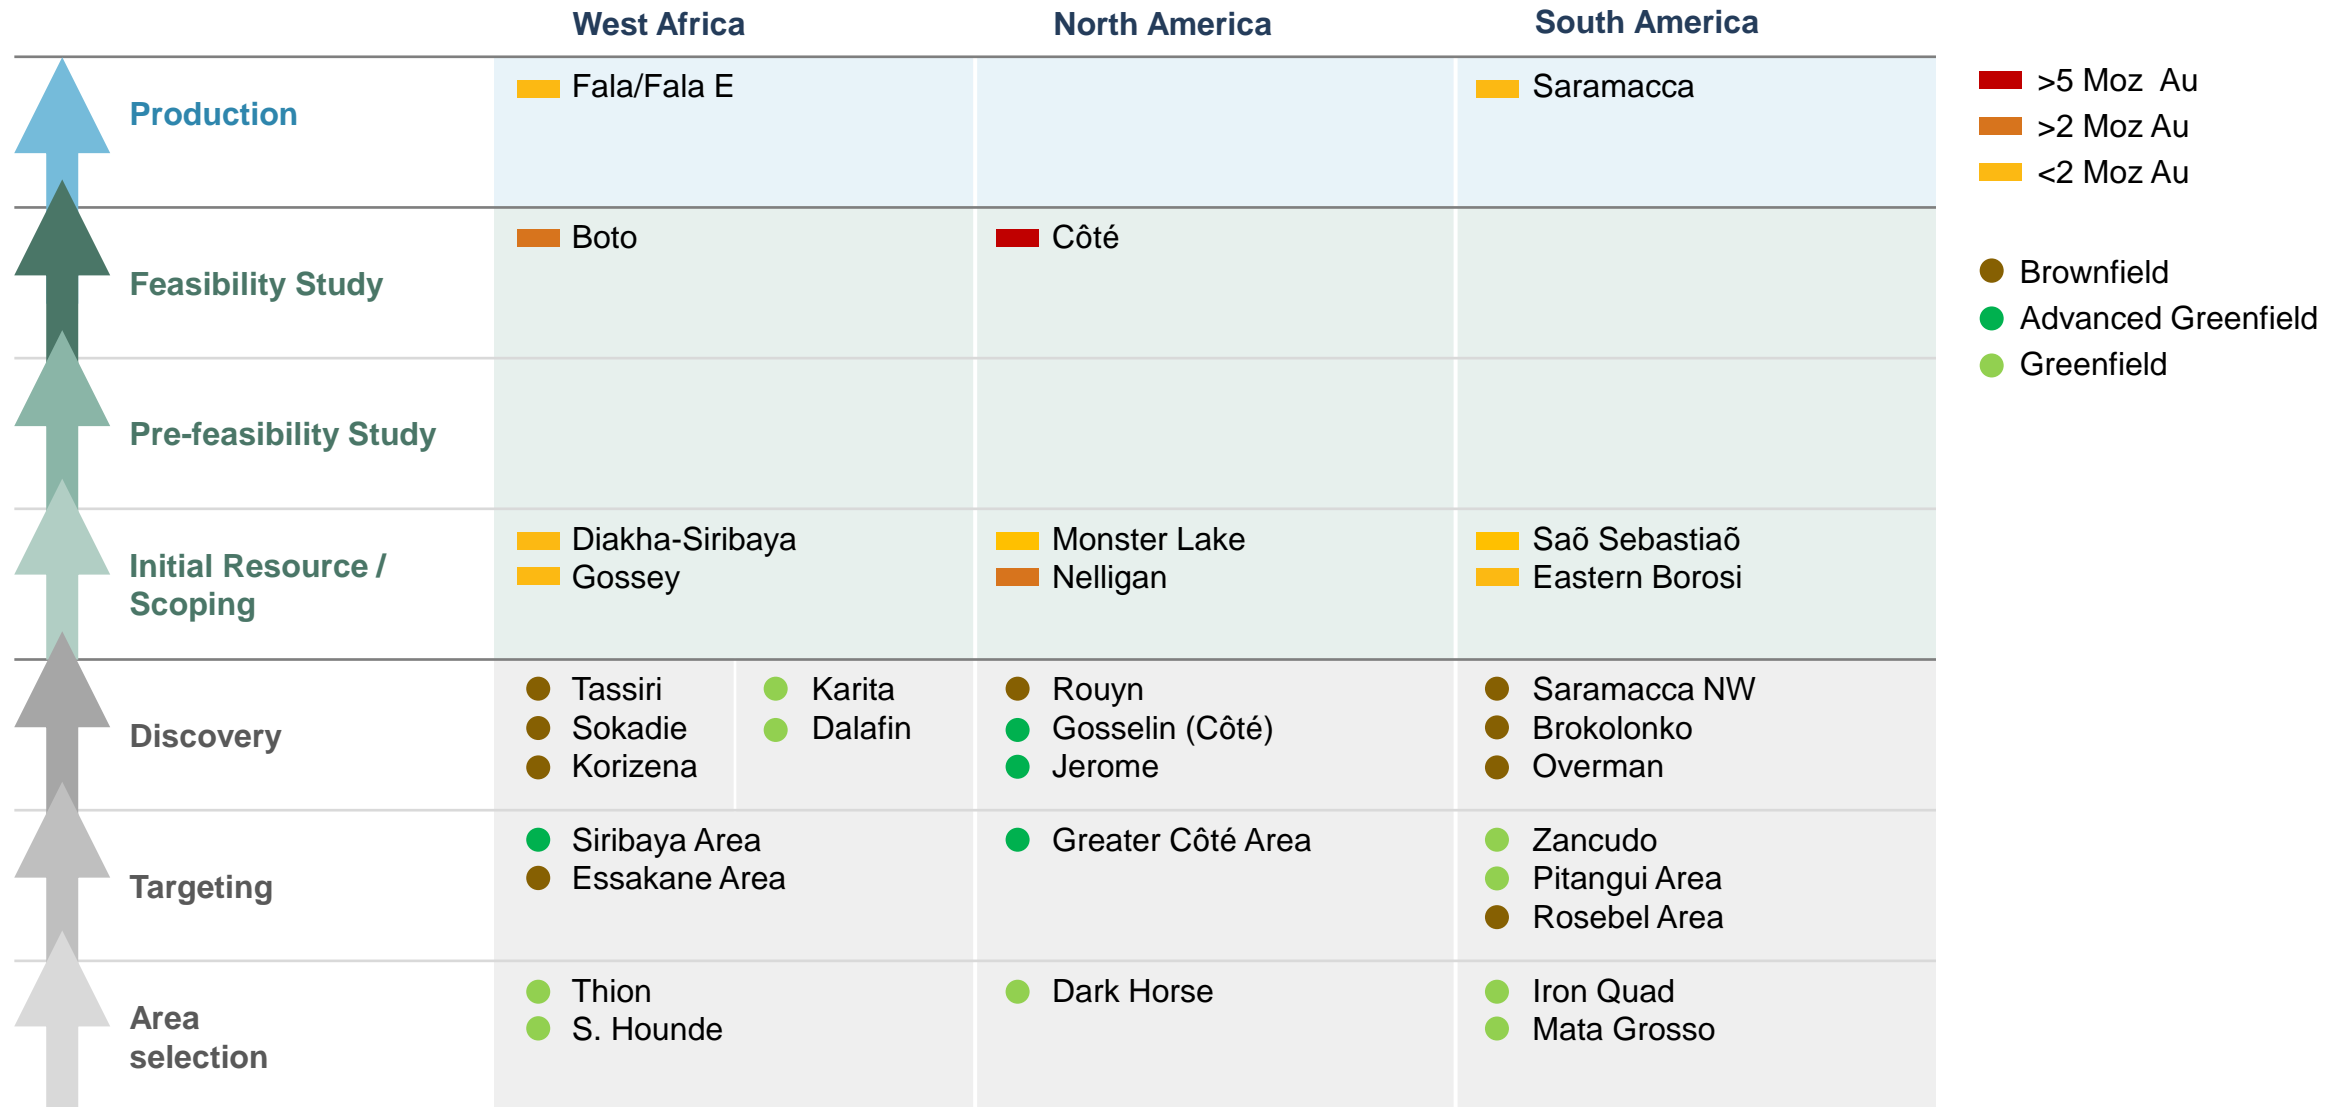 West Africa
North America
South America
Production
Fala/Fala E
Saramacca
>5 Moz Au
>2 Moz Au
<2 Moz Au
Feasibility Study
Boto
Côté
Brownfield
Advanced Greenfield
Greenfield
Pre-feasibility Study
Initial Resource /
Scoping
Diakha-Siribaya
Gossey
Monster Lake
Nelligan
Saõ Sebastiaõ
Eastern Borosi
Discovery
Tassiri
Sokadie
Korizena
Karita
Dalafin
Rouyn
Gosselin (Côté)
Jerome
Saramacca NW
Brokolonko
Overman
Targeting
Siribaya Area
Essakane Area
Greater Côté Area
Zancudo
Pitangui Area
Rosebel Area
Area
selection
Thion
S. Hounde
Dark Horse
Iron Quad
Mata Grosso